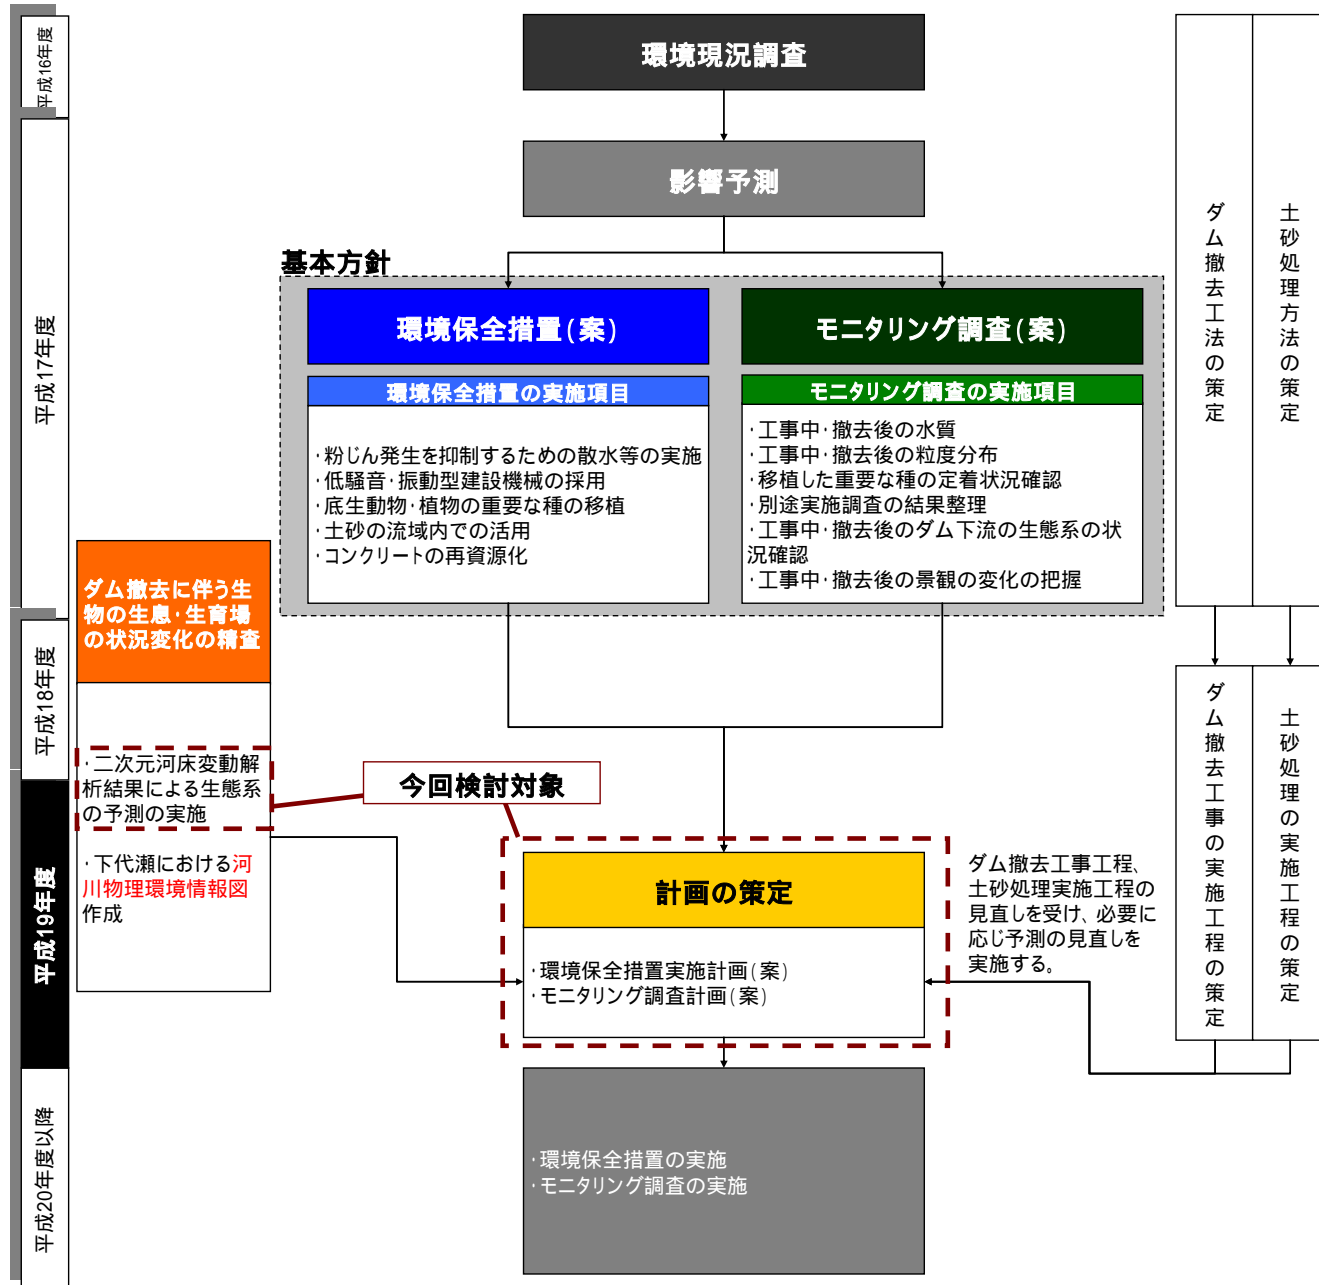 平成16年度
平成17年度
平成18年度
平成19年度
平成20年度以降
環境現況調査
影響予測
基本方針
環境保全措置(案)
環境保全措置の実施項目
・粉じん発生を抑制するための散水等の実施
・低騒音・振動型建設機械の採用
・底生動物・植物の重要な種の移植
・土砂の流域内での活用
・コンクリートの再資源化
モニタリング調査(案)
モニタリング調査の実施項目
・工事中・撤去後の水質
・工事中・撤去後の粒度分布
・移植した重要な種の定着状況確認
・別途実施調査の結果整理
・工事中・撤去後のダム下流の生態系の状
況確認
・工事中・撤去後の景観の変化の把握
ダム撤去工法の策定
土砂処理方法の策定
ダム撤去に伴う生
物の生息・生育場
の状況変化の精査
・二次元河床変動解
析結果による生態系
の予測の実施
・下代瀬における河
川物理環境情報図
作成
今回検討対象
計画の策定
・環境保全措置実施計画(案)
・モニタリング調査計画(案)
ダム撤去工事工程、
土砂処理実施工程の
見直しを受け、必要に
応じ予測の見直しを
実施する。
ダム撤去工事の実施工程の策定
土砂処理の実施工程の策定
・環境保全措置の実施
・モニタリング調査の実施